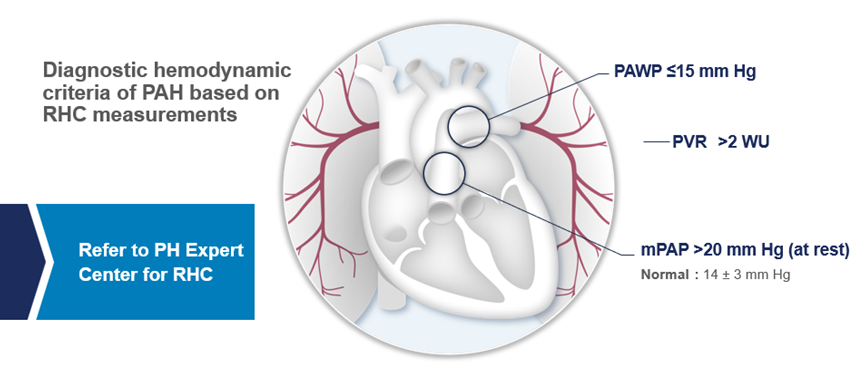 Diagnostic hemodynamic
criteria of PAH based on
RHC measurements
Refer to PH Expert
Center for RHC
PAWP ≤15 mm Hg
PVR >2 WU
mPAP >20 mm Hg (at rest)
Normal : 14 ± 3 mm Hg